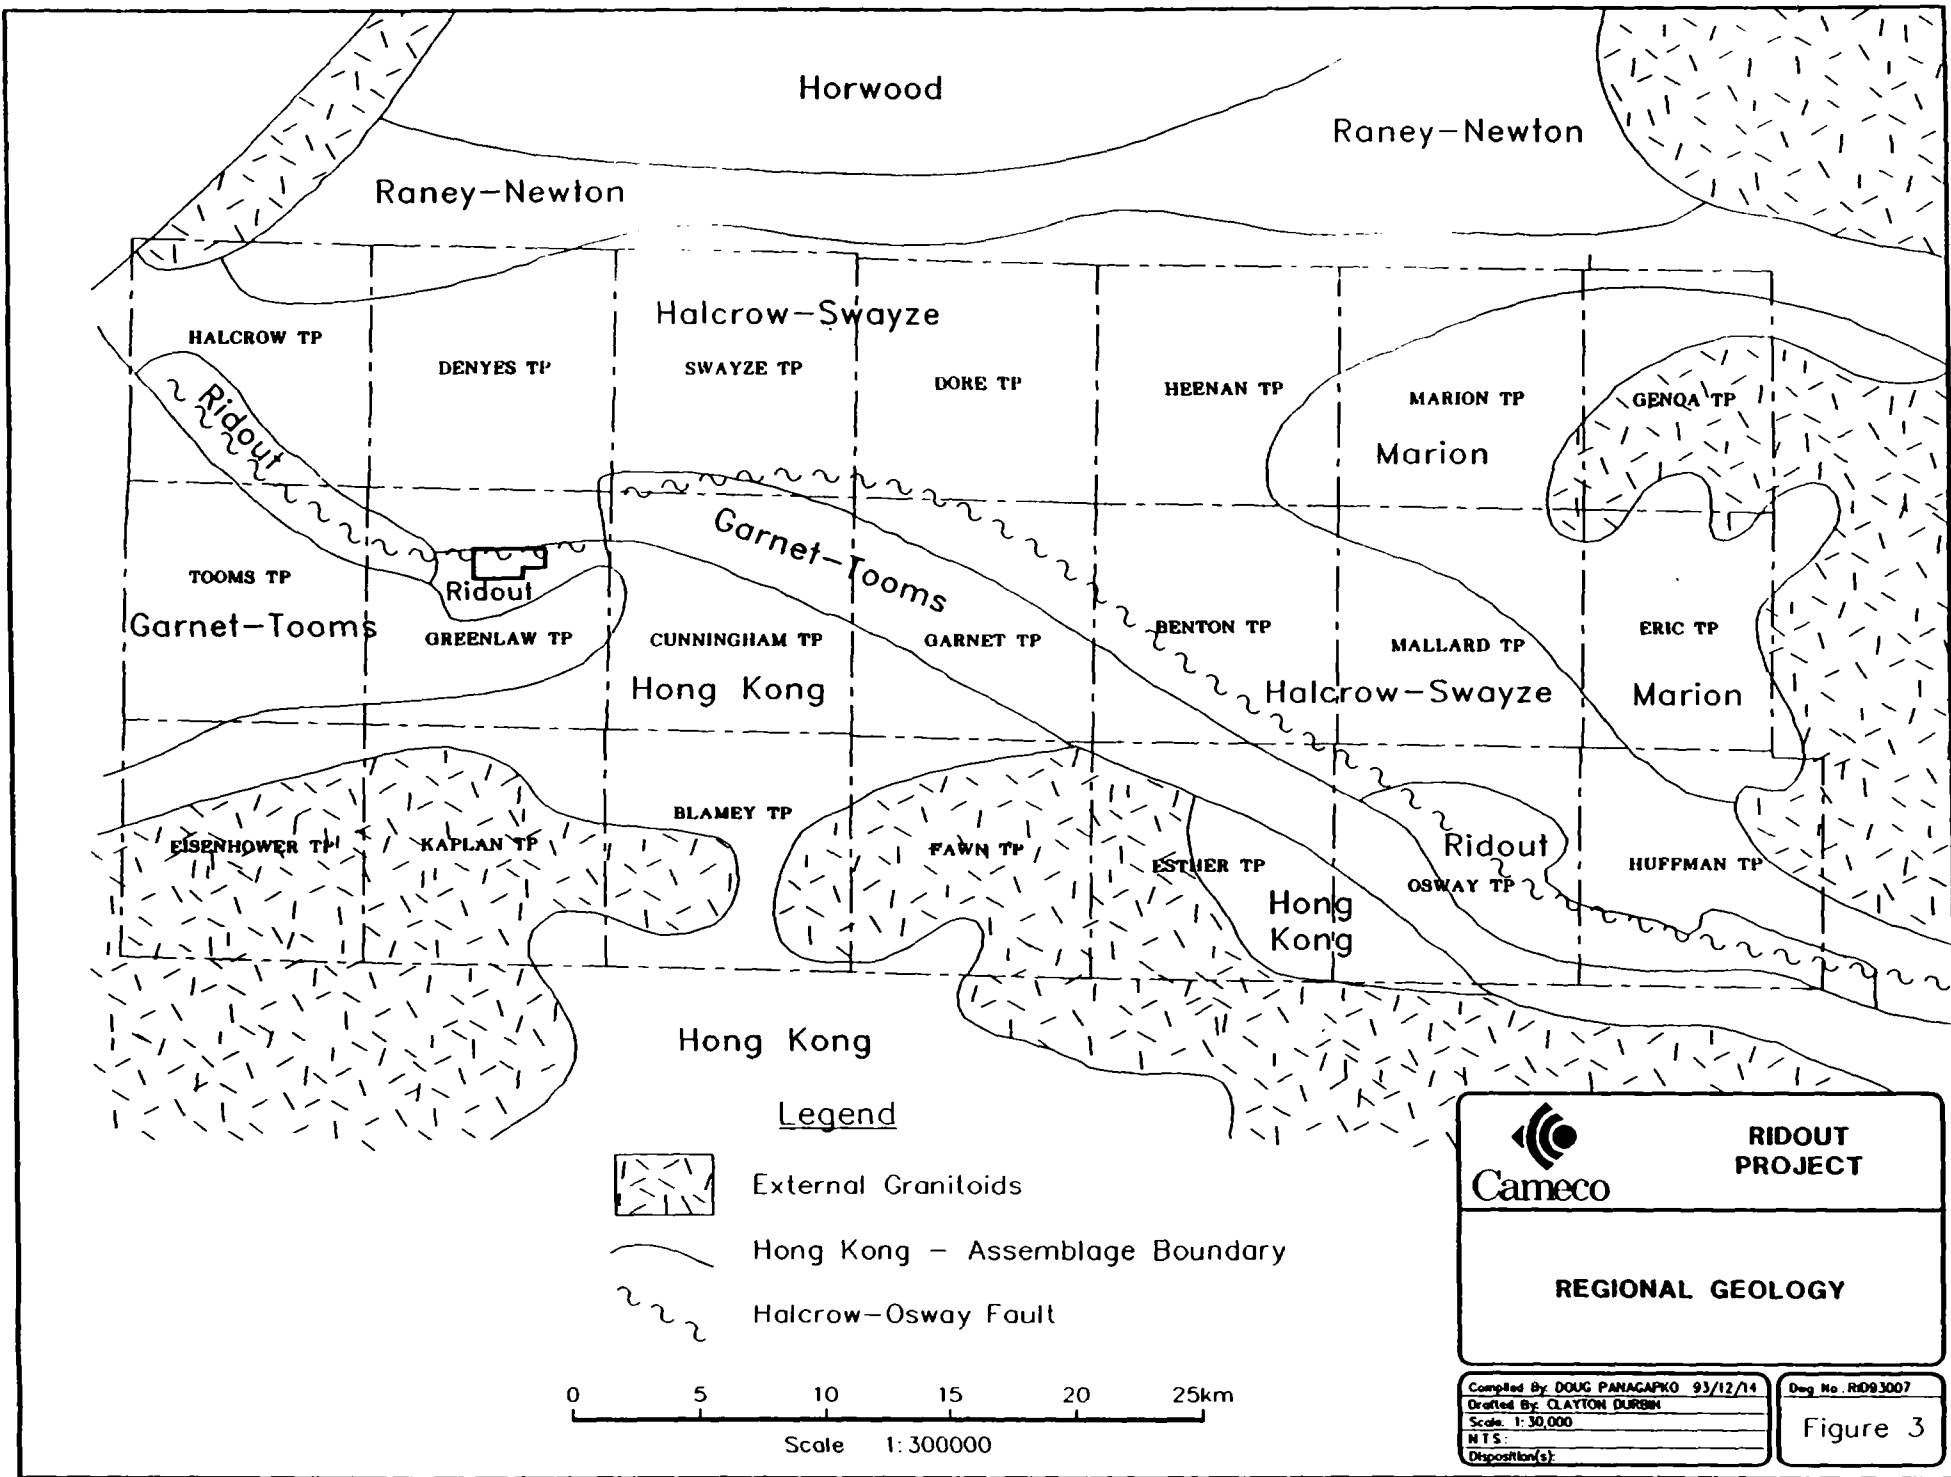 Horwood
Raney-Newton
Raney-Newton
Halcrow-Swayze
HALCROW TP
DENYES TP
SWAYZE TP
DORE TP
HEENAN TP
MARION TP
GENOA TP
Ridout
Marion
Garnet-Tooms
TOOMS TP
Ridout
Garnet-Tooms
GREENLAW TP
CUNNINGHAM TP
GARNET TP
BENTON TP
MALLARD TP
ERIC TP
Hong Kong
Halcrow-Swayze
Marion
BLAMEY TP
EISENHOWER TP
KAPLAN TP
FAWN TP
ESTHER TP
Ridout
OSWAY TP
HUFFMAN TP
Hong
Kong
Hong Kong
Legend
External Granitoids
Hong Kong - Assemblage Boundary
Halcrow-Osway Fault
0 5 10 15 20 25km
Scale 1:300000
Cameco
RIDOUT
PROJECT
REGIONAL GEOLOGY
Compiled By: DOUG PANAGAPKO 93/12/14
Drafted By: CLAYTON DURBIN
Scale: 1:30,000
NTS:
Disposition(s):
Dwg No.: RID93007
Figure 3